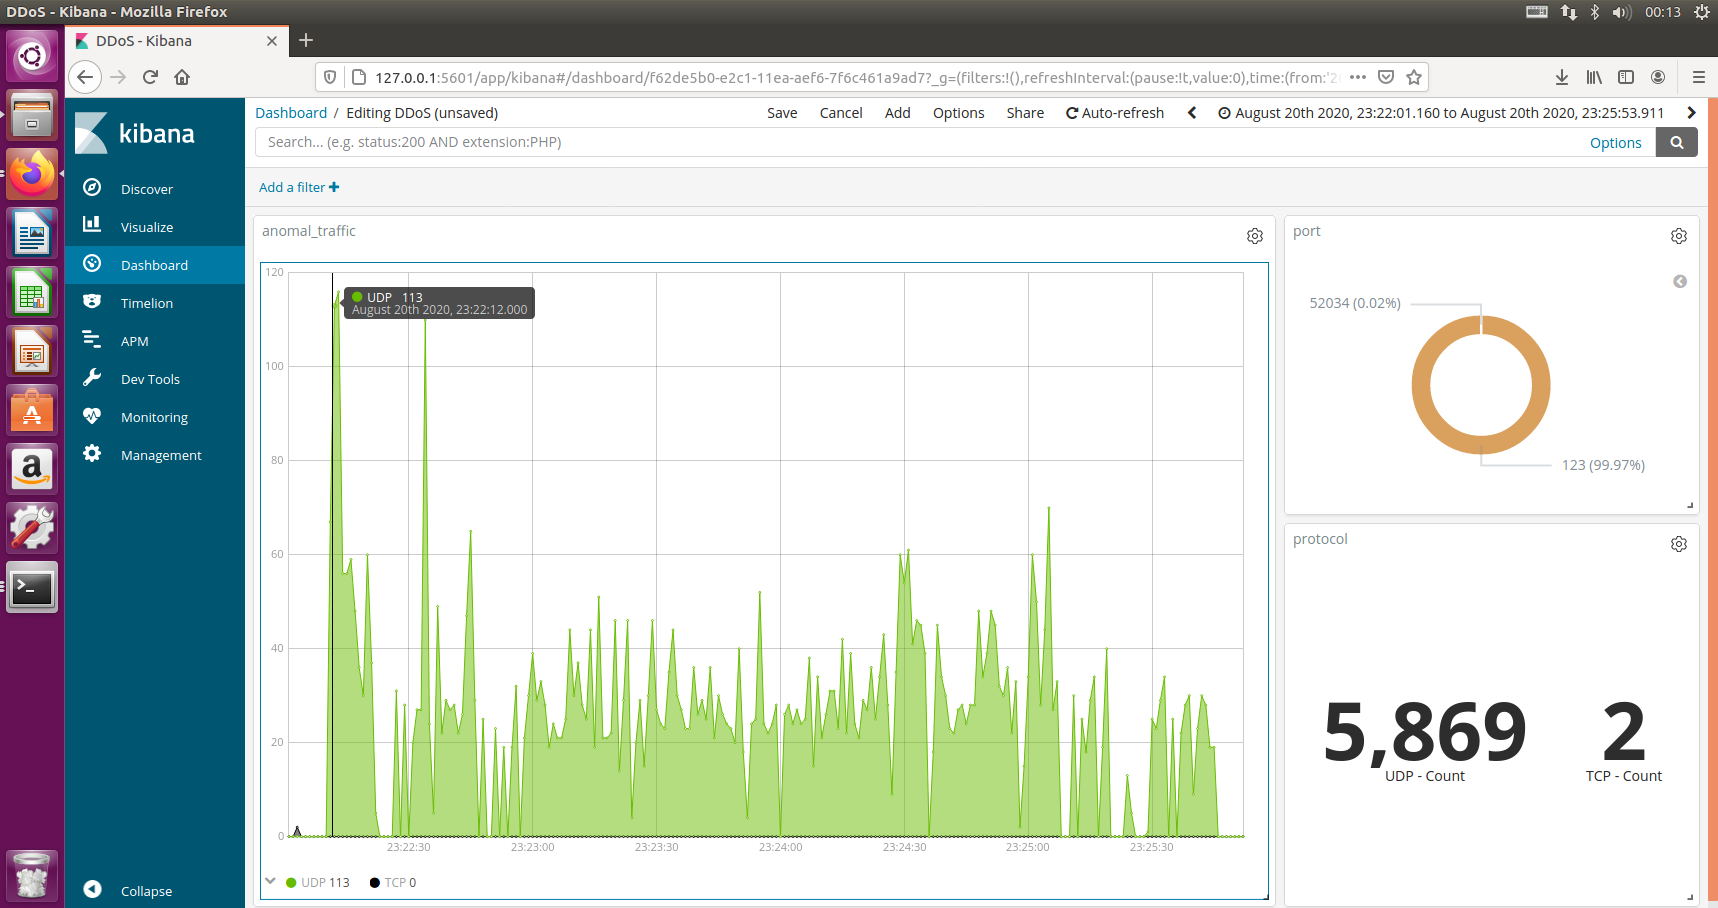 DDoS - Kibana - Mozilla Firefox
00:13
DDoS - Kibana
127.0.0.1:5601/app/kibana#/dashboard/f62de5b0-e2c1-11ea-aef6-7f6c461a9ad7?_g=(filters:!(),refreshInterval:(pause:!t,value:0),time:(from:'20
kibana
Discover
Visualize
Dashboard
Timelion
APM
Dev Tools
Monitoring
Management
Collapse
Dashboard / Editing DDoS (unsaved)
Save Cancel Add Options Share Auto-refresh August 20th 2020, 23:22:01.160 to August 20th 2020, 23:25:53.911
Search... (e.g. status:200 AND extension:PHP)
Options
Add a filter
anomal_traffic
120
100
80
60
40
20
0
UDP 113
August 20th 2020, 23:22:12.000
23:22:30 23:23:00 23:23:30 23:24:00 23:24:30 23:25:00 23:25:30
UDP 113 TCP 0
port
52034 (0.02%)
123 (99.97%)
protocol
5,869 2
UDP - Count TCP - Count